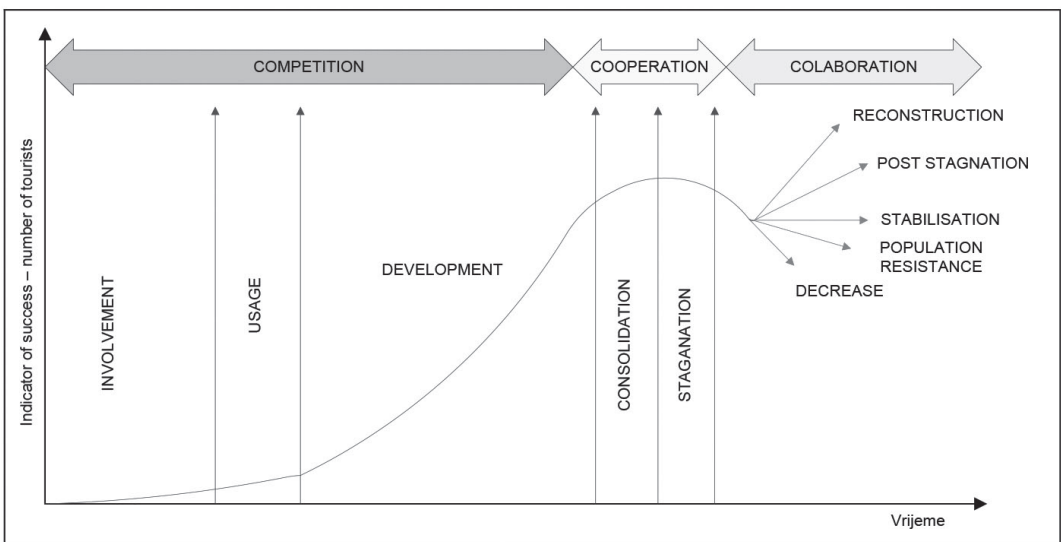 COMPETITION
COOPERATION
COLABORATION
Indicator of success – number of tourists
INVOLVEMENT
USAGE
DEVELOPMENT
CONSOLIDATION
STAGANATION
RECONSTRUCTION
POST STAGNATION
STABILISATION
POPULATION
RESISTANCE
DECREASE
Vrijeme